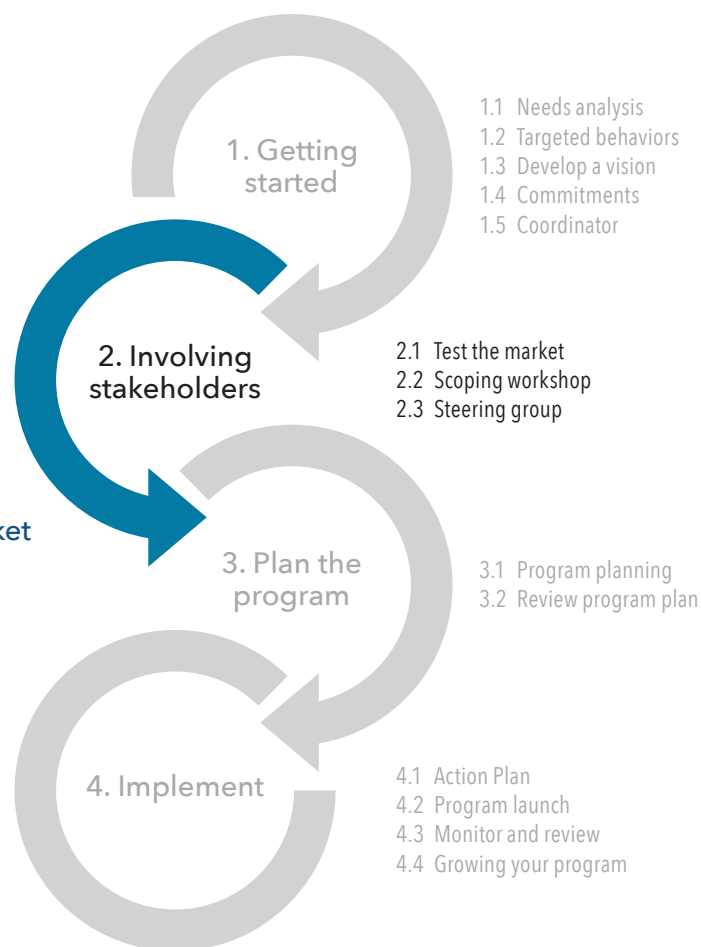 1. Getting
started
1.1 Needs analysis
1.2 Targeted behaviors
1.3 Develop a vision
1.4 Commitments
1.5 Coordinator
2. Involving
stakeholders
2.1 Test the market
2.2 Scoping workshop
2.3 Steering group
ket
3. Plan the
program
3.1 Program planning
3.2 Review program plan
4. Implement
4.1 Action Plan
4.2 Program launch
4.3 Monitor and review
4.4 Growing your program